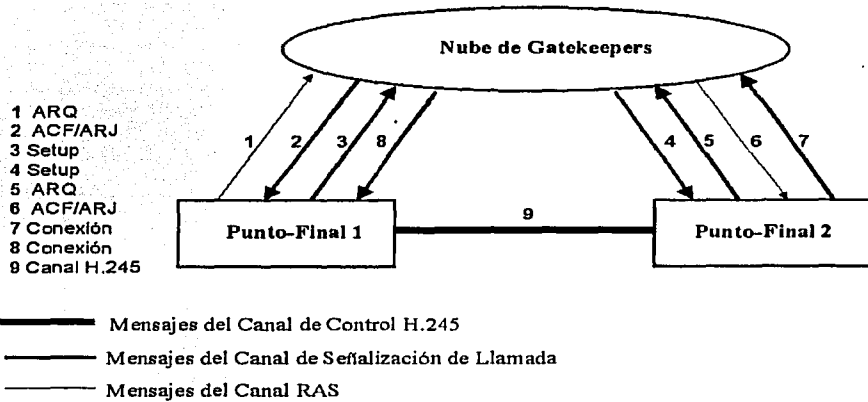 Nube de Gatekeepers
1 ARQ
2 ACF/ARJ
3 Setup
4 Setup
5 ARQ
6 ACF/ARJ
7 Conexión
8 Conexión
9 Canal H.245
1 2 3 8 4 5 6 7
9
Punto-Final 1
Punto-Final 2
Mensajes del Canal de Control H.245
Mensajes del Canal de Señalización de Llamada
Mensajes del Canal RAS